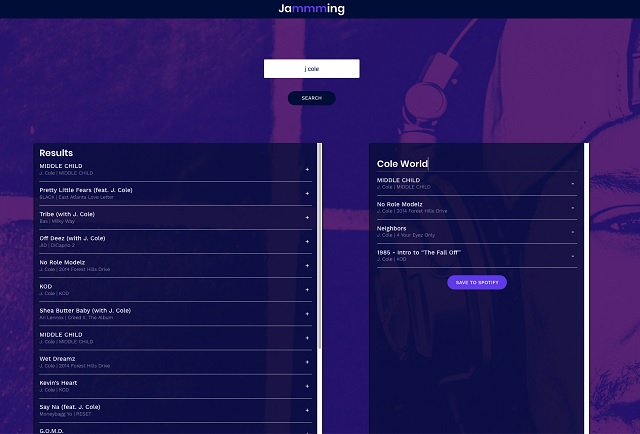 Jammming
j cole
SEARCH
Results
MIDDLE CHILD
J. Cole | MIDDLE CHILD
+
Pretty Little Fears (feat. J. Cole)
6LACK | East Atlanta Love Letter
+
Tribe (with J. Cole)
Bas | Milky Way
+
Off Deez (with J. Cole)
JID | DiCaprio 2
+
No Role Modelz
J. Cole | 2014 Forest Hills Drive
+
KOD
J. Cole | KOD
+
Shea Butter Baby (with J. Cole)
Ari Lennox | Creed II: The Album
+
MIDDLE CHILD
J. Cole | MIDDLE CHILD
+
Wet Dreamz
J. Cole | 2014 Forest Hills Drive
+
Kevin's Heart
J. Cole | KOD
+
Say Na (feat. J. Cole)
Moneybagg Yo | RESET
+
G.O.M.D.
Cole World
MIDDLE CHILD
J. Cole | MIDDLE CHILD
-
No Role Modelz
J. Cole | 2014 Forest Hills Drive
-
Neighbors
J. Cole | 4 Your Eyez Only
-
1985 - Intro to "The Fall Off"
J. Cole | KOD
-
SAVE TO SPOTIFY